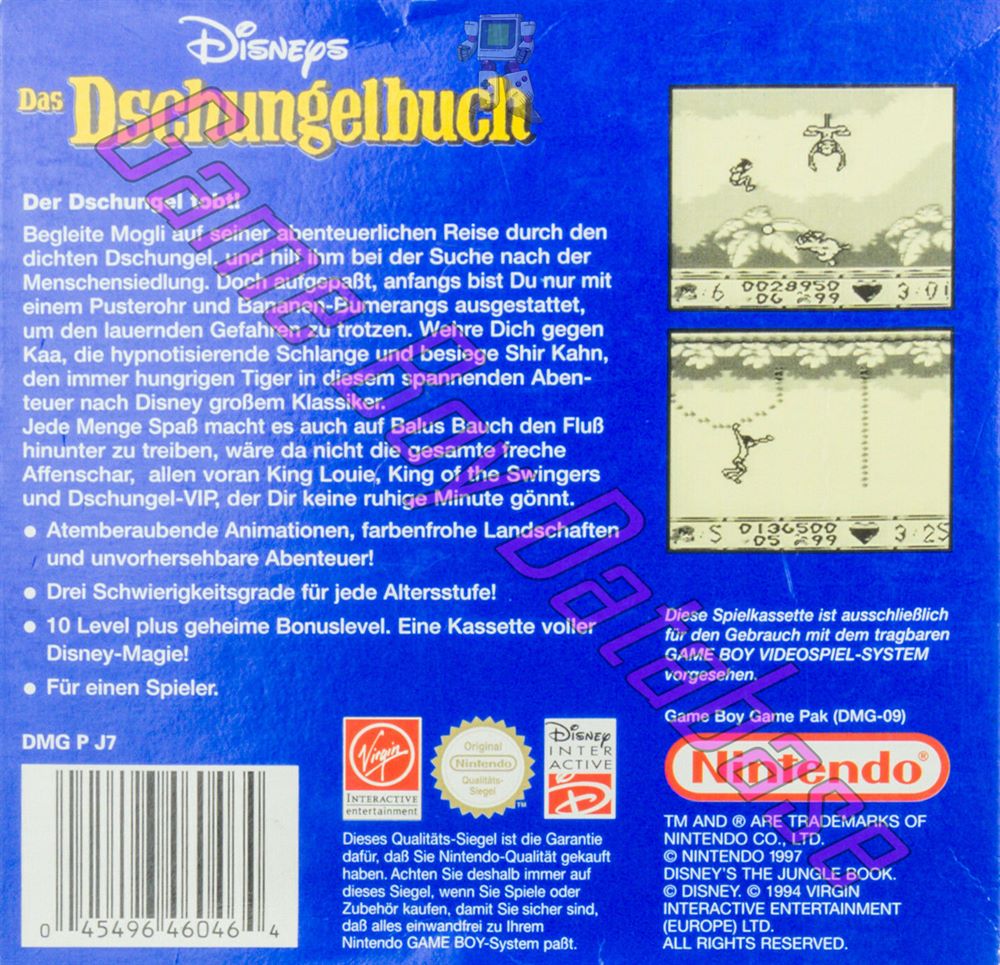 DISNEYS
Das Dschungelbuch
Der Dschungel tobt!
Begleite Mogli auf seiner abenteuerlichen Reise durch den
dichten Dschungel, und hilf ihm bei der Suche nach der
Menschensiedlung. Doch aufgepaßt, anfangs bist Du nur mit
einem Pusterohr und Bananen-Bumerangs ausgestattet,
um den lauernden Gefahren zu trotzen. Wehre Dich gegen
Kaa, die hypnotisierende Schlange und besiege Shir Kahn,
den immer hungrigen Tiger in diesem spannenden Aben-
teuer nach Disney großem Klassiker.
Jede Menge Spaß macht es auch auf Balus Bauch den Fluß
hinunter zu treiben, wäre da nicht die gesamte freche
Affenschar, allen voran King Louie, King of the Swingers
und Dschungel-VIP, der Dir keine ruhige Minute gönnt.
• Atemberaubende Animationen, farbenfrohe Landschaften
und unvorhersehbare Abenteuer!
• Drei Schwierigkeitsgrade für jede Altersstufe!
• 10 Level plus geheime Bonuslevel. Eine Kassette voller
Disney-Magie!
• Für einen Spieler.
DMG P J7
0 45496 46046 4
Virgin
INTERACTIVE
entertainment
Original
Nintendo
Qualitäts-
Siegel
TM
DISNEY
INTER
ACTIVE
Dieses Qualitäts-Siegel ist die Garantie
dafür, daß Sie Nintendo-Qualität gekauft
haben. Achten Sie deshalb immer auf
dieses Siegel, wenn Sie Spiele oder
Zubehör kaufen, damit Sie sicher sind,
daß alles einwandfrei zu Ihrem
Nintendo GAME BOY-System paßt.
6 0028950 3:01
06 99
5 0136500 3:25
05 99
Diese Spielkassette ist ausschließlich
für den Gebrauch mit dem tragbaren
GAME BOY VIDEOSPIEL-SYSTEM
vorgesehen.
Game Boy Game Pak (DMG-09)
Nintendo®
TM AND ® ARE TRADEMARKS OF
NINTENDO CO., LTD.
© NINTENDO 1997
DISNEY'S THE JUNGLE BOOK.
© DISNEY. © 1994 VIRGIN
INTERACTIVE ENTERTAINMENT
(EUROPE) LTD.
ALL RIGHTS RESERVED.
Game Boy Database